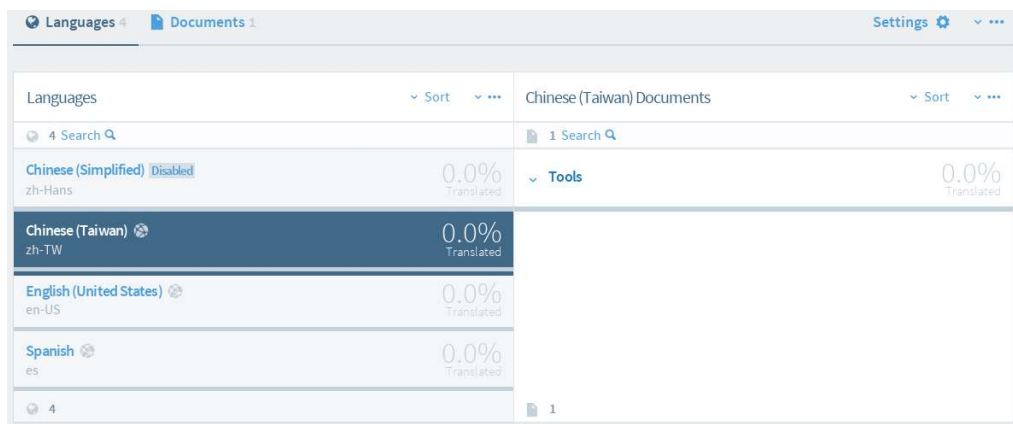 Languages 4 Documents 1 Settings
Languages Sort
4 Search
Chinese (Simplified) Disabled 0.0%
zh-Hans Translated
Chinese (Taiwan) 0.0%
zh-TW Translated
English (United States) 0.0%
en-US Translated
Spanish 0.0%
es Translated
4
Chinese (Taiwan) Documents Sort
1 Search
Tools 0.0%
Translated
1